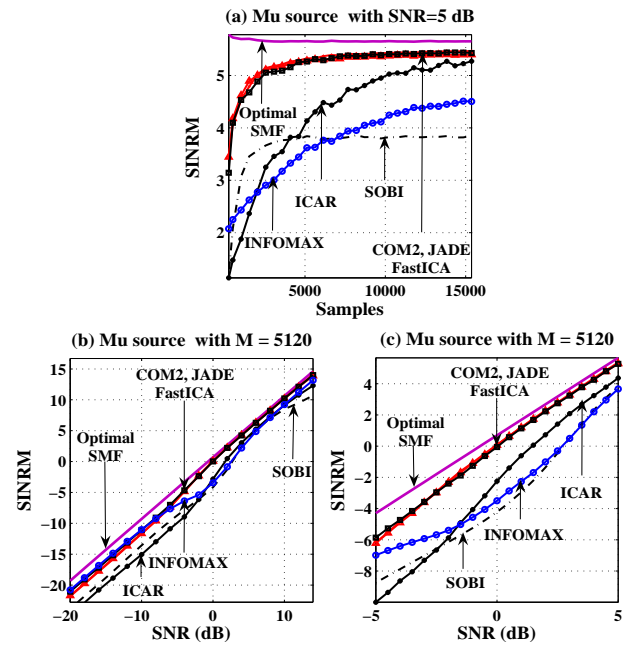 (a) Mu source with SNR=5 dB
SINRM
5
4
3
2
Optimal
SMF
ICAR
SOBI
INFOMAX
COM2, JADE
FastICA
5000
10000
15000
Samples
(b) Mu source with M = 5120
SINRM
15
10
5
0
−5
−10
−15
−20
COM2, JADE
FastICA
Optimal
SMF
SOBI
INFOMAX
ICAR
−20
−10
0
10
SNR (dB)
(c) Mu source with M = 5120
SINRM
4
2
0
−2
−4
−6
−8
COM2, JADE
FastICA
Optimal
SMF
ICAR
INFOMAX
SOBI
−5
0
5
SNR (dB)